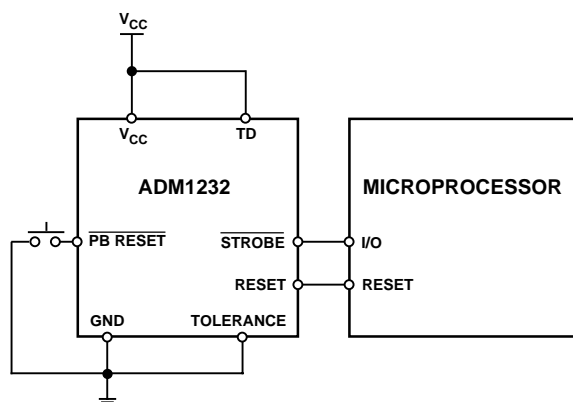 VCC
VCC TD
ADM1232 MICROPROCESSOR
PB RESET STROBE I/O
RESET RESET
GND TOLERANCE